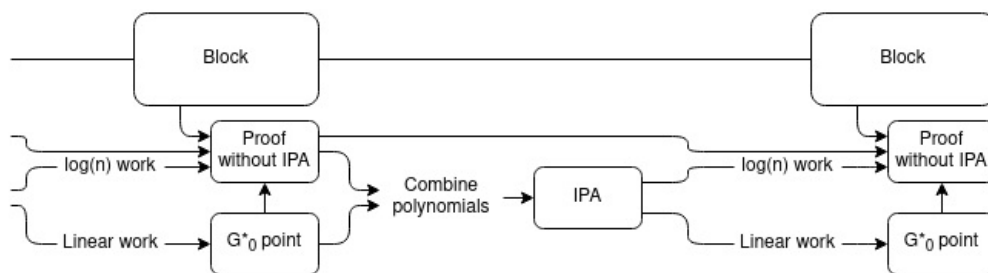 Block
Block
Proof
without IPA
Proof
without IPA
log(n) work
log(n) work
Combine
polynomials
IPA
Linear work
G*0 point
Linear work
G*0 point